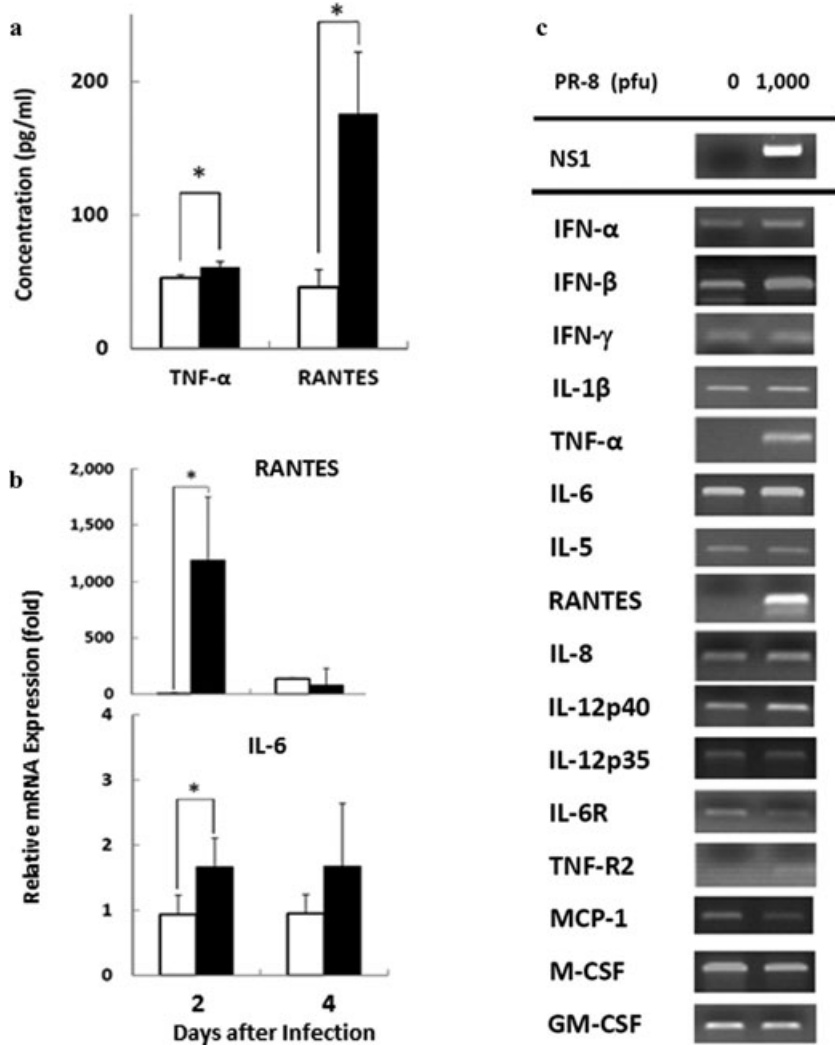 a
Concentration (pg/ml)
200
100
0
*
*
TNF-α
RANTES
b
Relative mRNA Expression (fold)
RANTES
2,000
1,500
1,000
500
0
*
IL-6
4
3
2
1
0
*
2
4
Days after Infection
c
PR-8 (pfu) 0 1,000
NS1
IFN-α
IFN-β
IFN-γ
IL-1β
TNF-α
IL-6
IL-5
RANTES
IL-8
IL-12p40
IL-12p35
IL-6R
TNF-R2
MCP-1
M-CSF
GM-CSF